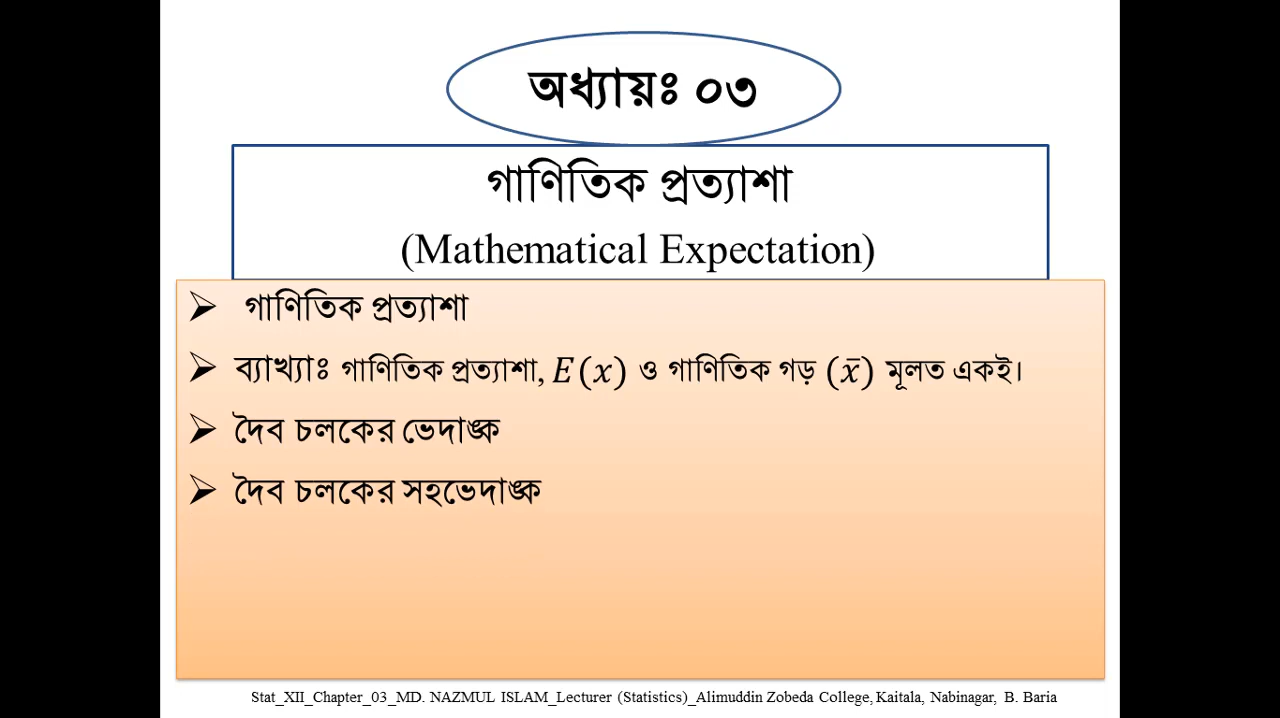 অধ্যায়ঃ ০৩
গাণিতিক প্রত্যাশা
(Mathematical Expectation)
➢ গাণিতিক প্রত্যাশা
➢ ব্যাখ্যাঃ গাণিতিক প্রত্যাশা, E(x) ও গাণিতিক গড় (x̄) মূলত একই।
➢ দৈব চলকের ভেদাঙ্ক
➢ দৈব চলকের সহভেদাঙ্ক
Stat_XII_Chapter_03_MD. NAZMUL ISLAM_Lecturer (Statistics)_Alimuddin Zobeda College, Kaitala, Nabinagar, B. Baria